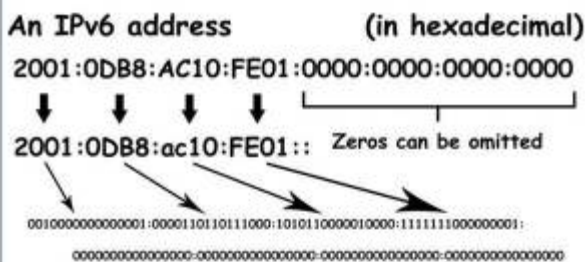 An IPv6 address (in hexadecimal)
2001:0DB8:AC10:FE01:0000:0000:0000:0000
2001:0DB8:ac10:FE01:: Zeros can be omitted
0010000000000001:0000110110111000:1010110000010000:1111111000000001:
0000000000000000:0000000000000000:0000000000000000:0000000000000000